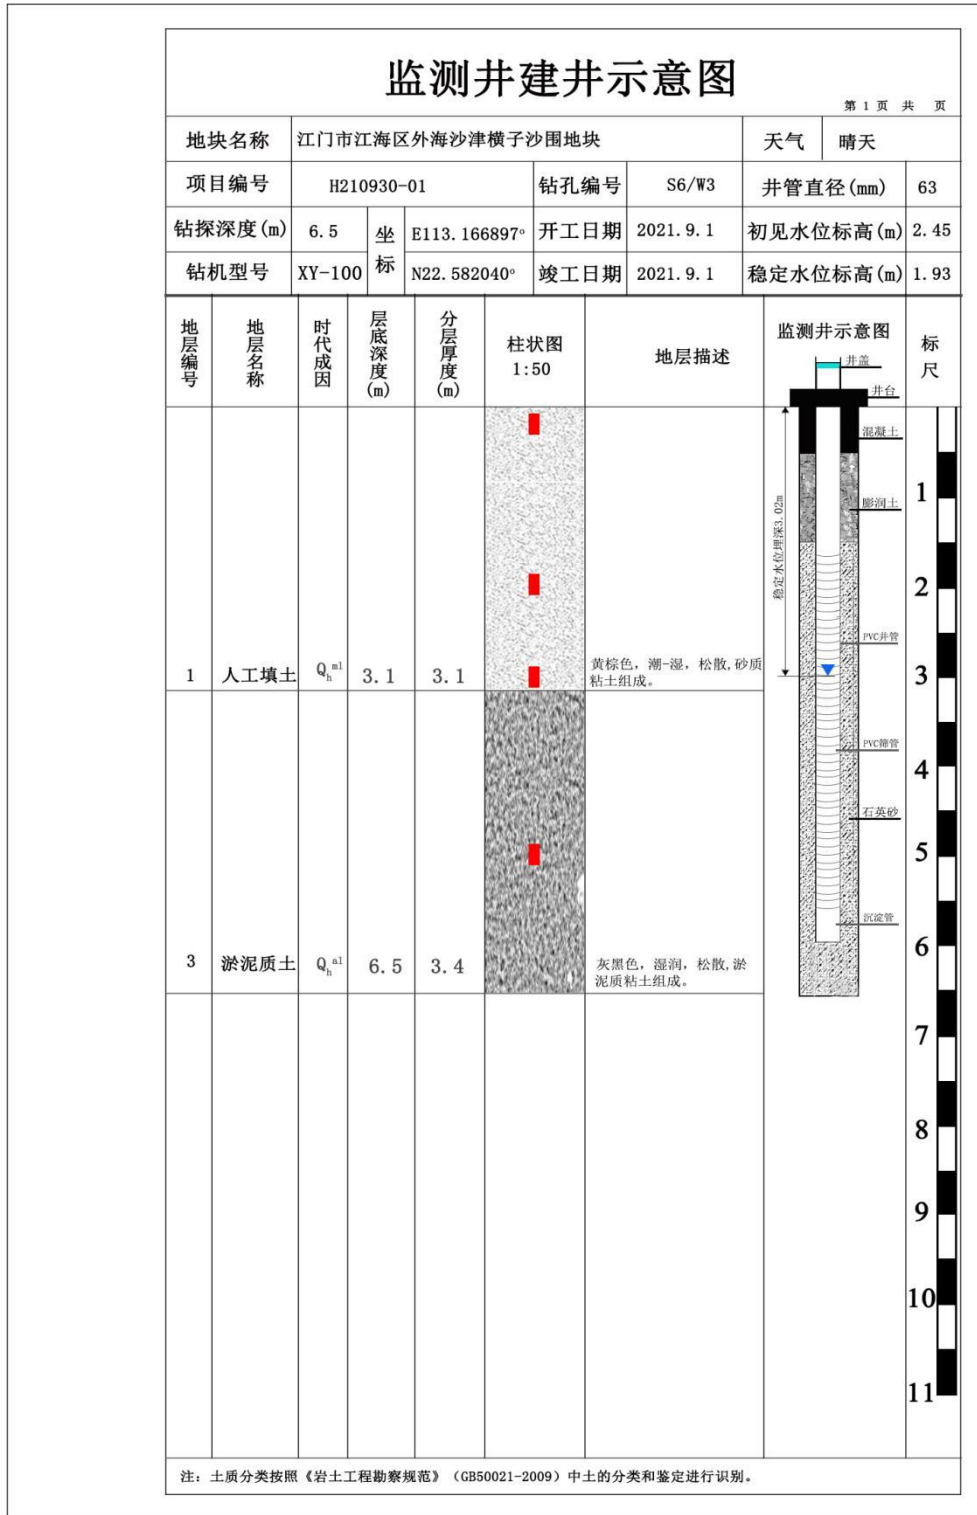 监测井建井示意图
第 1 页 共 页
地块名称 江门市江海区外海沙津横子沙围地块 天气 晴天
项目编号 H210930-01 钻孔编号 S6/W3 井管直径(mm) 63
钻探深度(m) 6.5 坐标 E113.166897° 开工日期 2021.9.1 初见水位标高(m) 2.45
钻机型号 XY-100 N22.582040° 竣工日期 2021.9.1 稳定水位标高(m) 1.93
地层编号 地层名称 时代成因 层底深度(m) 分层厚度(m) 柱状图 1:50 地层描述 监测井示意图 标尺
井盖
井台
混凝土
1
膨润土
稳定水位埋深3.02m
2
PVC井管
1 人工填土 Qh ml 3.1 3.1 黄棕色，潮-湿，松散,砂质
粘土组成。
3
PVC筛管
4
石英砂
5
沉淀管
6
3 淤泥质土 Qh al 6.5 3.4 灰黑色，湿润，松散,淤
泥质粘土组成。
7
8
9
10
11
注：土质分类按照《岩土工程勘察规范》（GB50021-2009）中土的分类和鉴定进行识别。